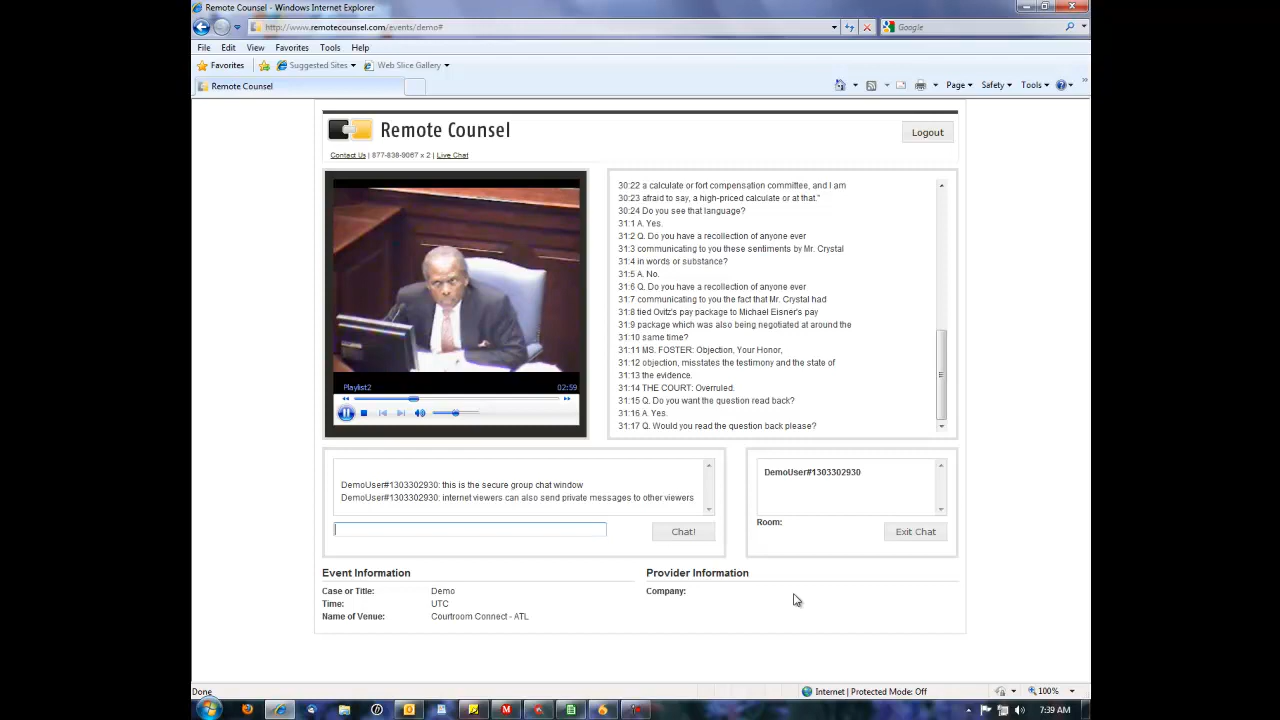 Remote Counsel - Windows Internet Explorer
http://www.remotecounsel.com/events/demo#
Google
File Edit View Favorites Tools Help
Favorites Suggested Sites Web Slice Gallery
Remote Counsel
Page Safety Tools
Remote Counsel
Logout
Contact Us | 877-838-9067 x 2 | Live Chat
30:22 a calculate or fort compensation committee, and I am
30:23 afraid to say, a high-priced calculate or at that."
30:24 Do you see that language?
31:1 A. Yes.
31:2 Q. Do you have a recollection of anyone ever
31:3 communicating to you these sentiments by Mr. Crystal
31:4 in words or substance?
31:5 A. No.
31:6 Q. Do you have a recollection of anyone ever
31:7 communicating to you the fact that Mr. Crystal had
31:8 tied Ovitz's pay package to Michael Eisner's pay
31:9 package which was also being negotiated at around the
31:10 same time?
31:11 MS. FOSTER: Objection, Your Honor,
31:12 objection, misstates the testimony and the state of
31:13 the evidence.
31:14 THE COURT: Overruled.
31:15 Q. Do you want the question read back?
31:16 A. Yes.
31:17 Q. Would you read the question back please?
Playlist2 02:59
DemoUser#1303302930: this is the secure group chat window
DemoUser#1303302930: internet viewers can also send private messages to other viewers
Chat!
DemoUser#1303302930
Room:
Exit Chat
Event Information
Case or Title: Demo
Time: UTC
Name of Venue: Courtroom Connect - ATL
Provider Information
Company:
Done
Internet | Protected Mode: Off
100%
7:39 AM